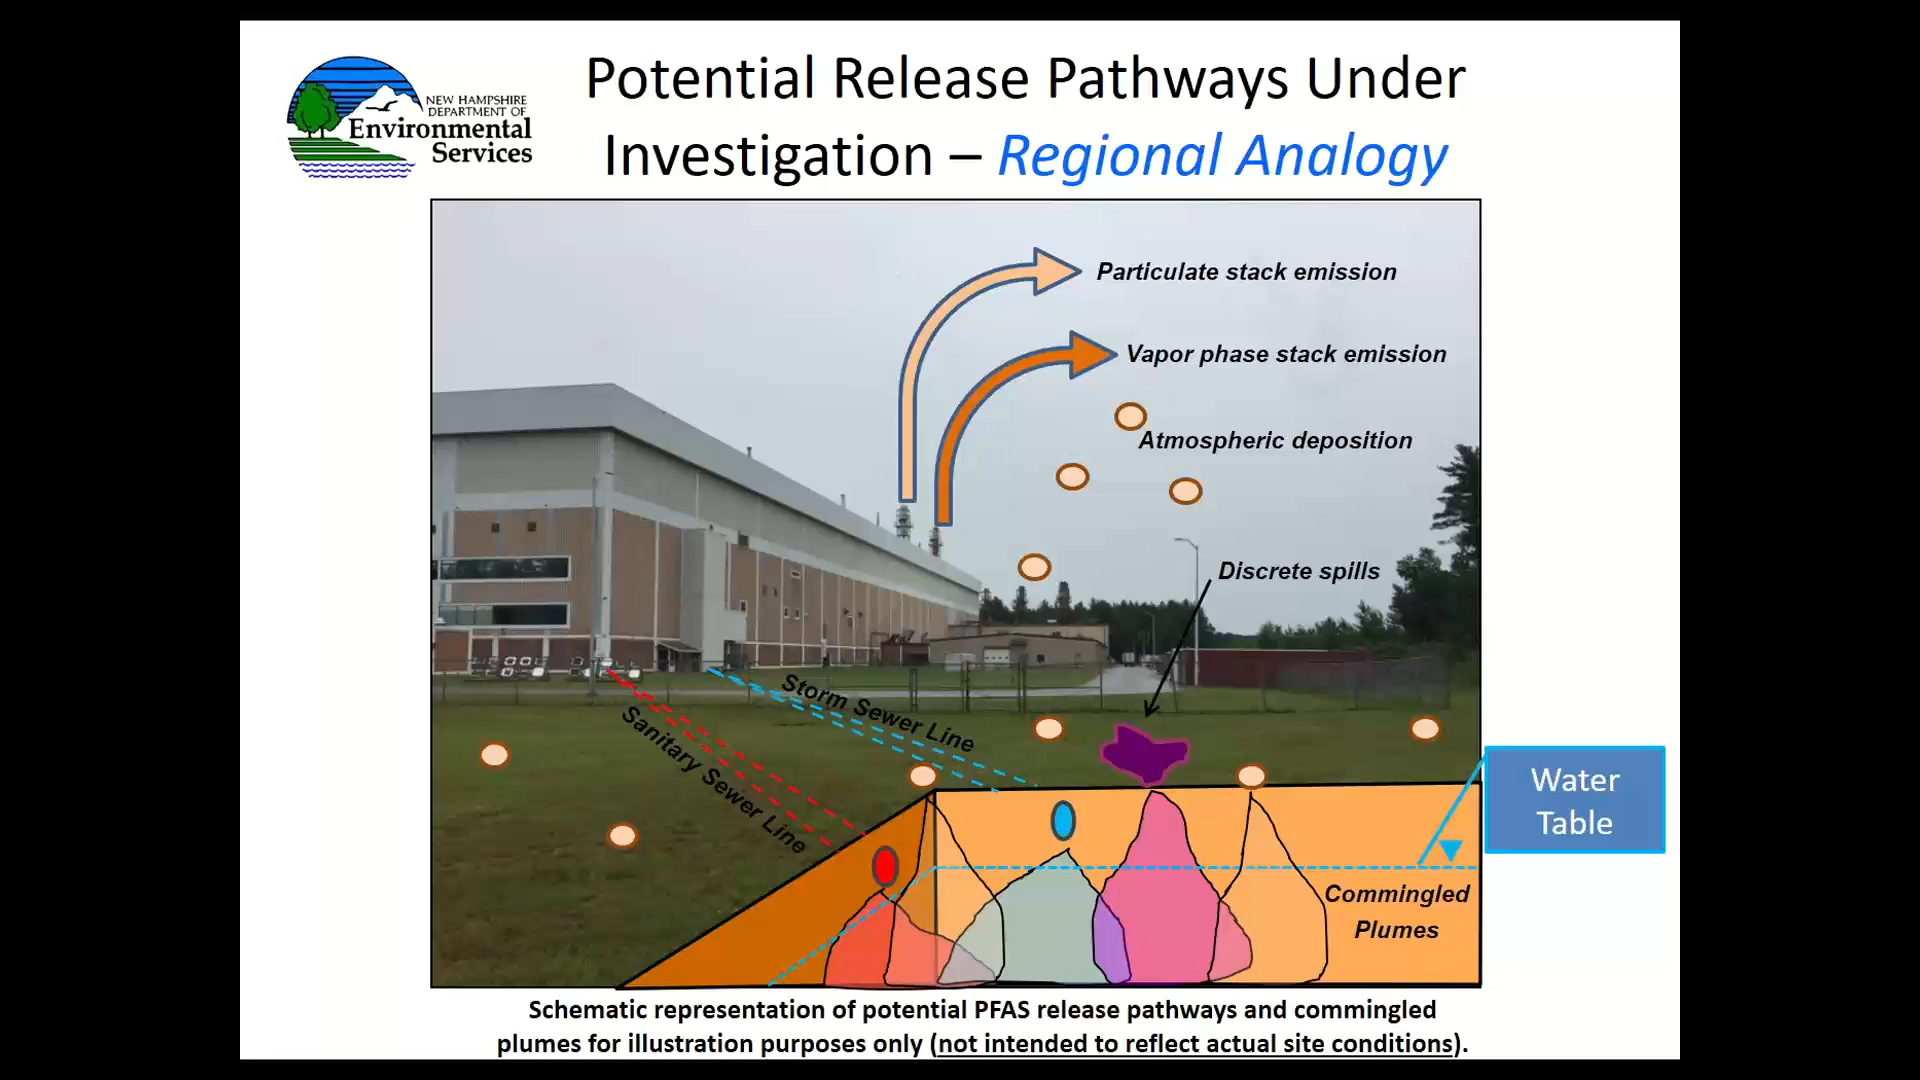 NEW HAMPSHIRE
DEPARTMENT OF
Environmental
Services
Potential Release Pathways Under
Investigation – Regional Analogy
Particulate stack emission
Vapor phase stack emission
Atmospheric deposition
Discrete spills
Storm Sewer Line
Sanitary Sewer Line
Water
Table
Commingled
Plumes
Schematic representation of potential PFAS release pathways and commingled
plumes for illustration purposes only (not intended to reflect actual site conditions).